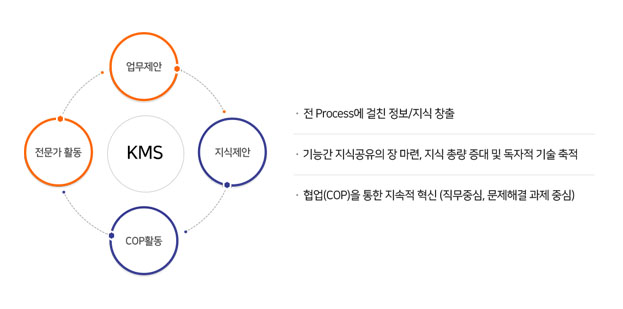 업무제안
전문가 활동
KMS
지식제안
COP활동
· 전 Process에 걸친 정보/지식 창출
· 기능간 지식공유의 장 마련, 지식 총량 증대 및 독자적 기술 축적
· 협업(COP)을 통한 지속적 혁신 (직무중심, 문제해결 과제 중심)